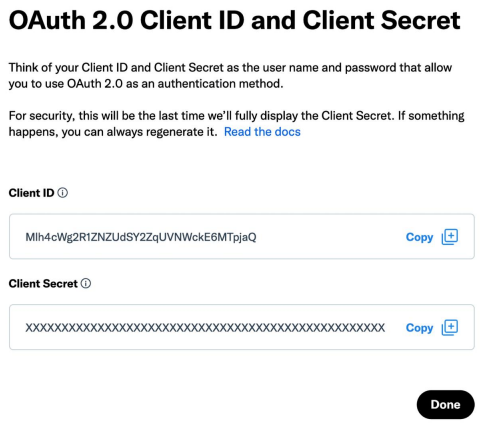 OAuth 2.0 Client ID and Client Secret
Think of your Client ID and Client Secret as the user name and password that allow
you to use OAuth 2.0 as an authentication method.
For security, this will be the last time we'll fully display the Client Secret. If something
happens, you can always regenerate it. Read the docs
Client ID
MIh4cWg2R1ZNZUdSY2ZqUVNWckE6MTpjaQ Copy
Client Secret
XXXXXXXXXXXXXXXXXXXXXXXXXXXXXXXXXXXXXXXXXXXXXXXXXX Copy
Done